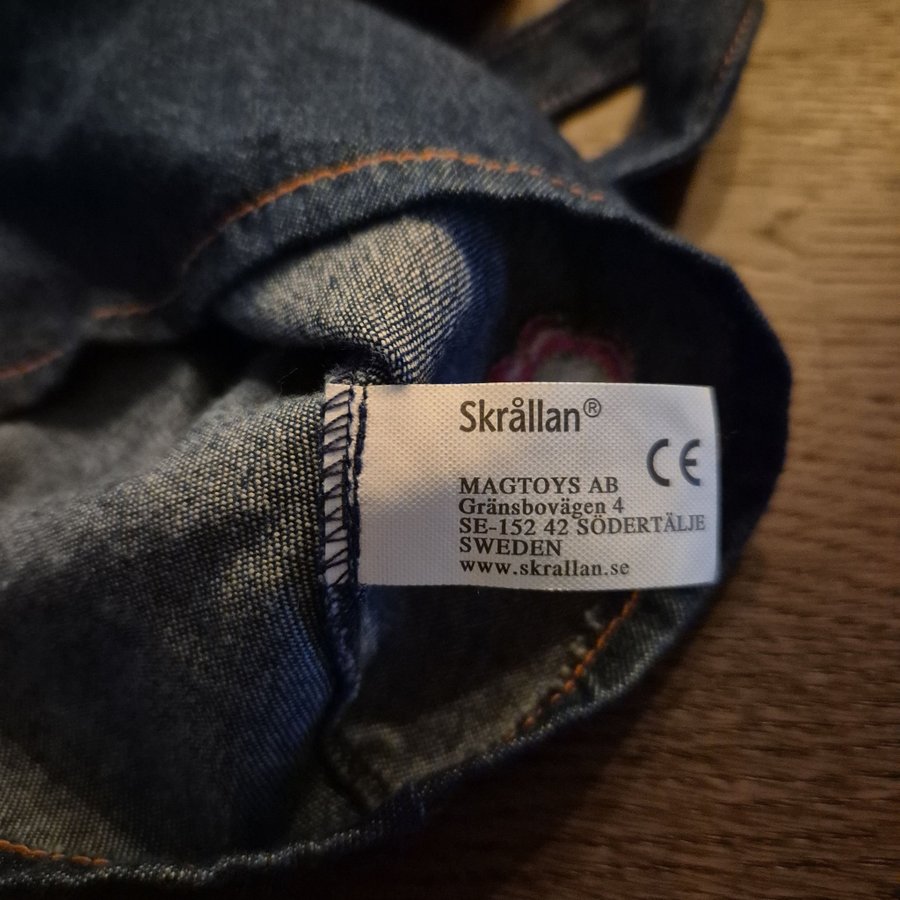 Skrållan®
CE
MAGTOYS AB
Gränsbovägen 4
SE-152 42 SÖDERTÄLJE
SWEDEN
www.skrallan.se